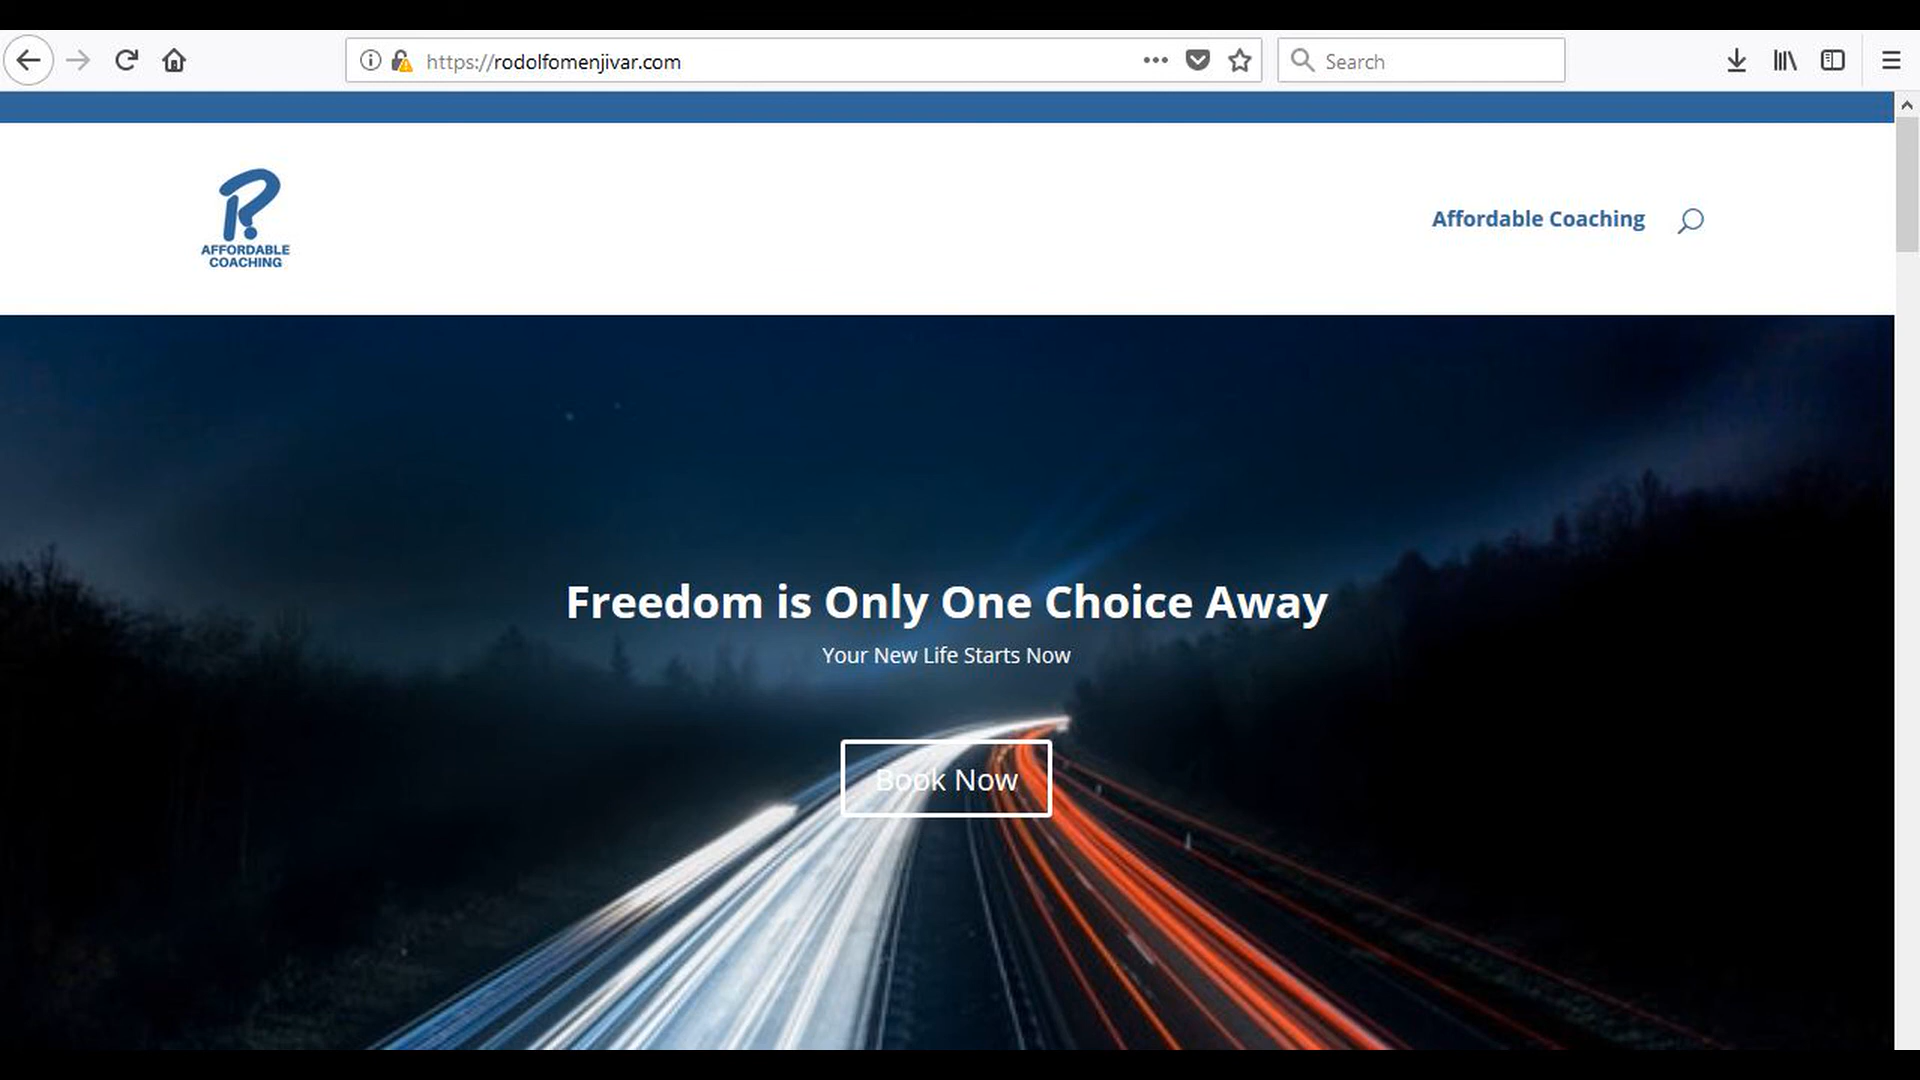 https://rodolfomenjivar.com
Search
AFFORDABLE
COACHING
Affordable Coaching
Freedom is Only One Choice Away
Your New Life Starts Now
Book Now